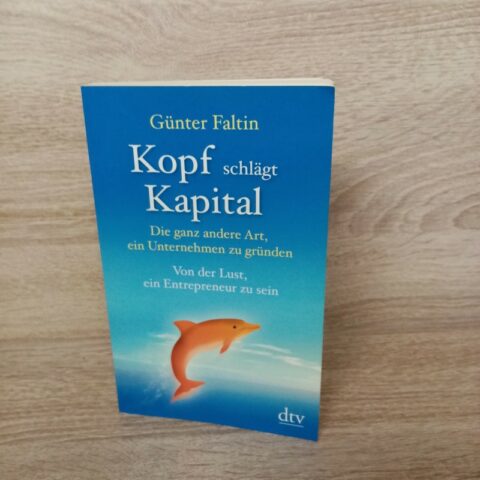 Günter Faltin
Kopf schlägt
Kapital
Die ganz andere Art,
ein Unternehmen zu gründen
Von der Lust,
ein Entrepreneur zu sein
dtv